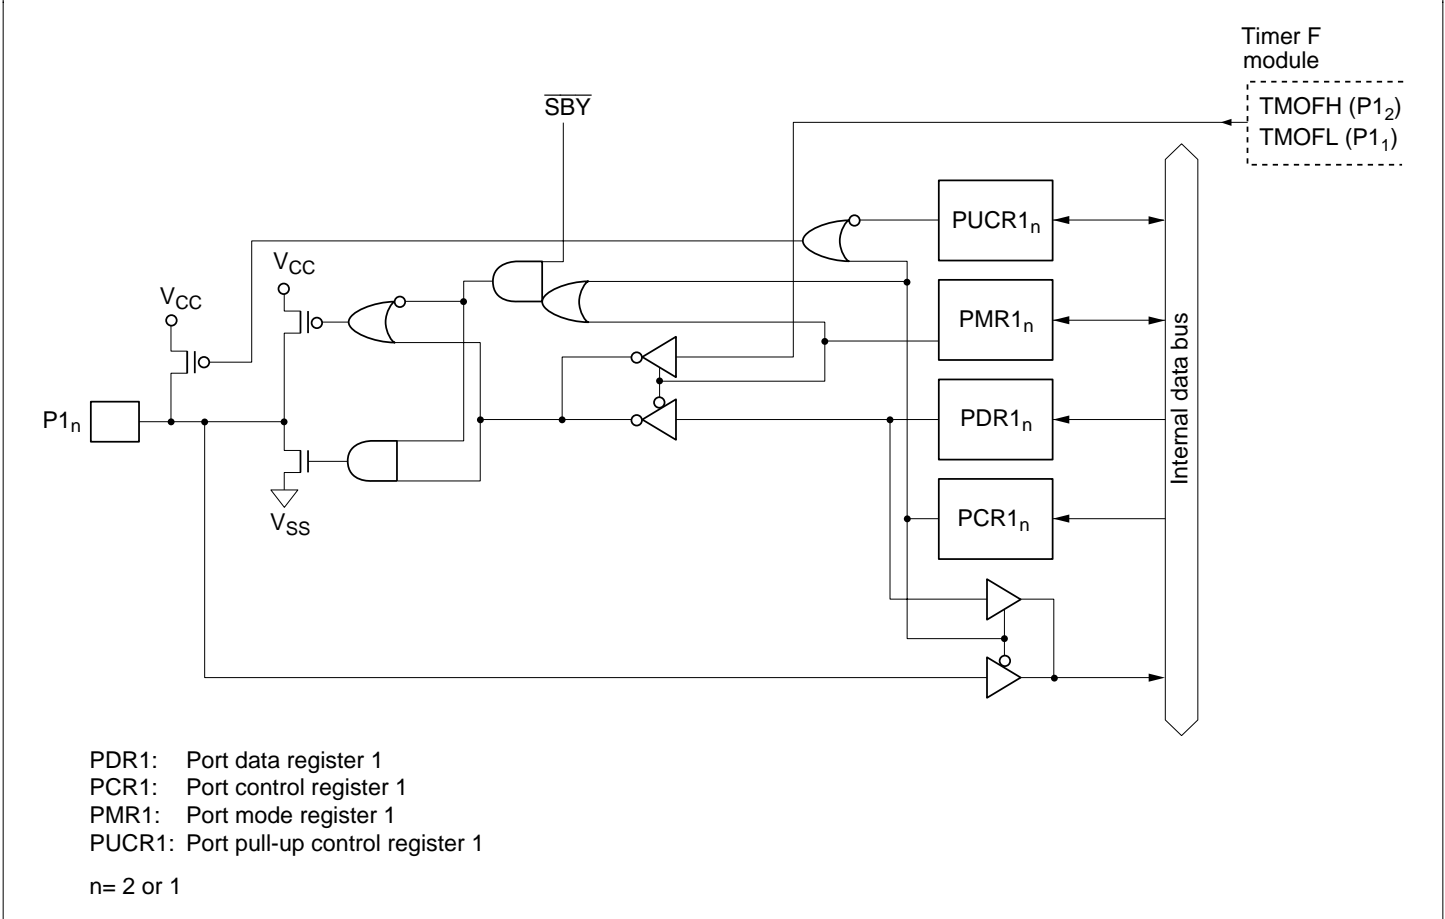 Timer F
module
SBY
TMOFH (P1₂)
TMOFL (P1₁)
PUCR1ₙ
V_CC
V_CC
PMR1ₙ
Internal data bus
P1ₙ
PDR1ₙ
V_SS
PCR1ₙ
PDR1: Port data register 1
PCR1: Port control register 1
PMR1: Port mode register 1
PUCR1: Port pull-up control register 1
n= 2 or 1